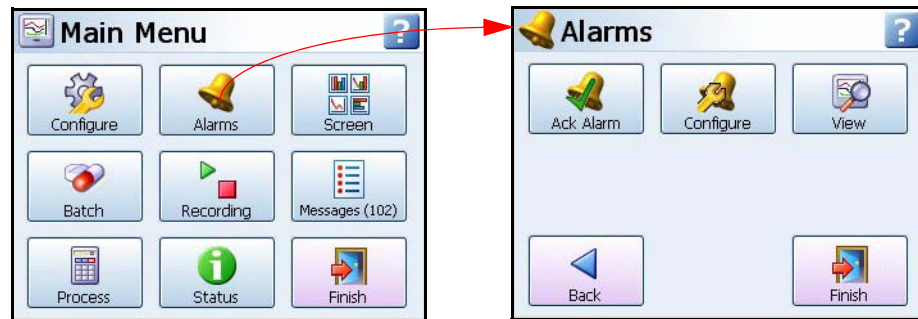 Main Menu
?
Configure
Alarms
Screen
Batch
Recording
Messages (102)
Process
Status
Finish
Alarms
?
Ack Alarm
Configure
View
Back
Finish